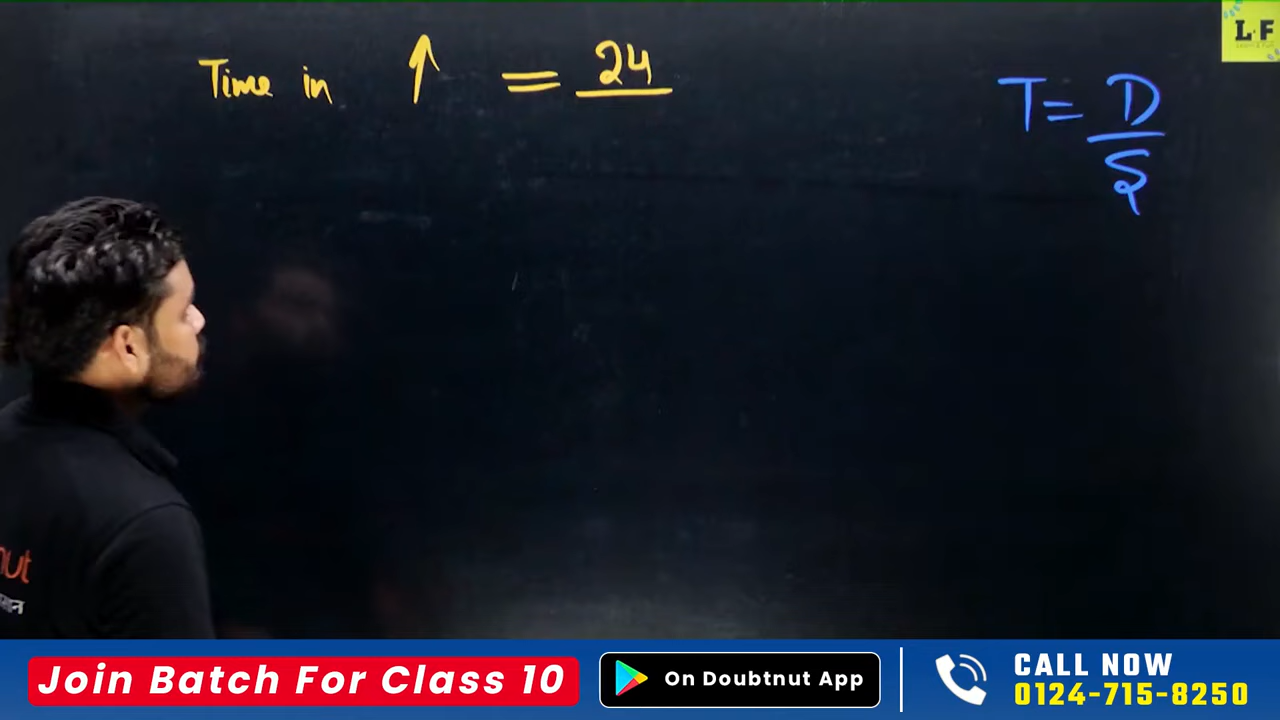 Time in ↑ = 24
T = D/S
L F
nut
Join Batch For Class 10
On Doubtnut App
CALL NOW
0124-715-8250